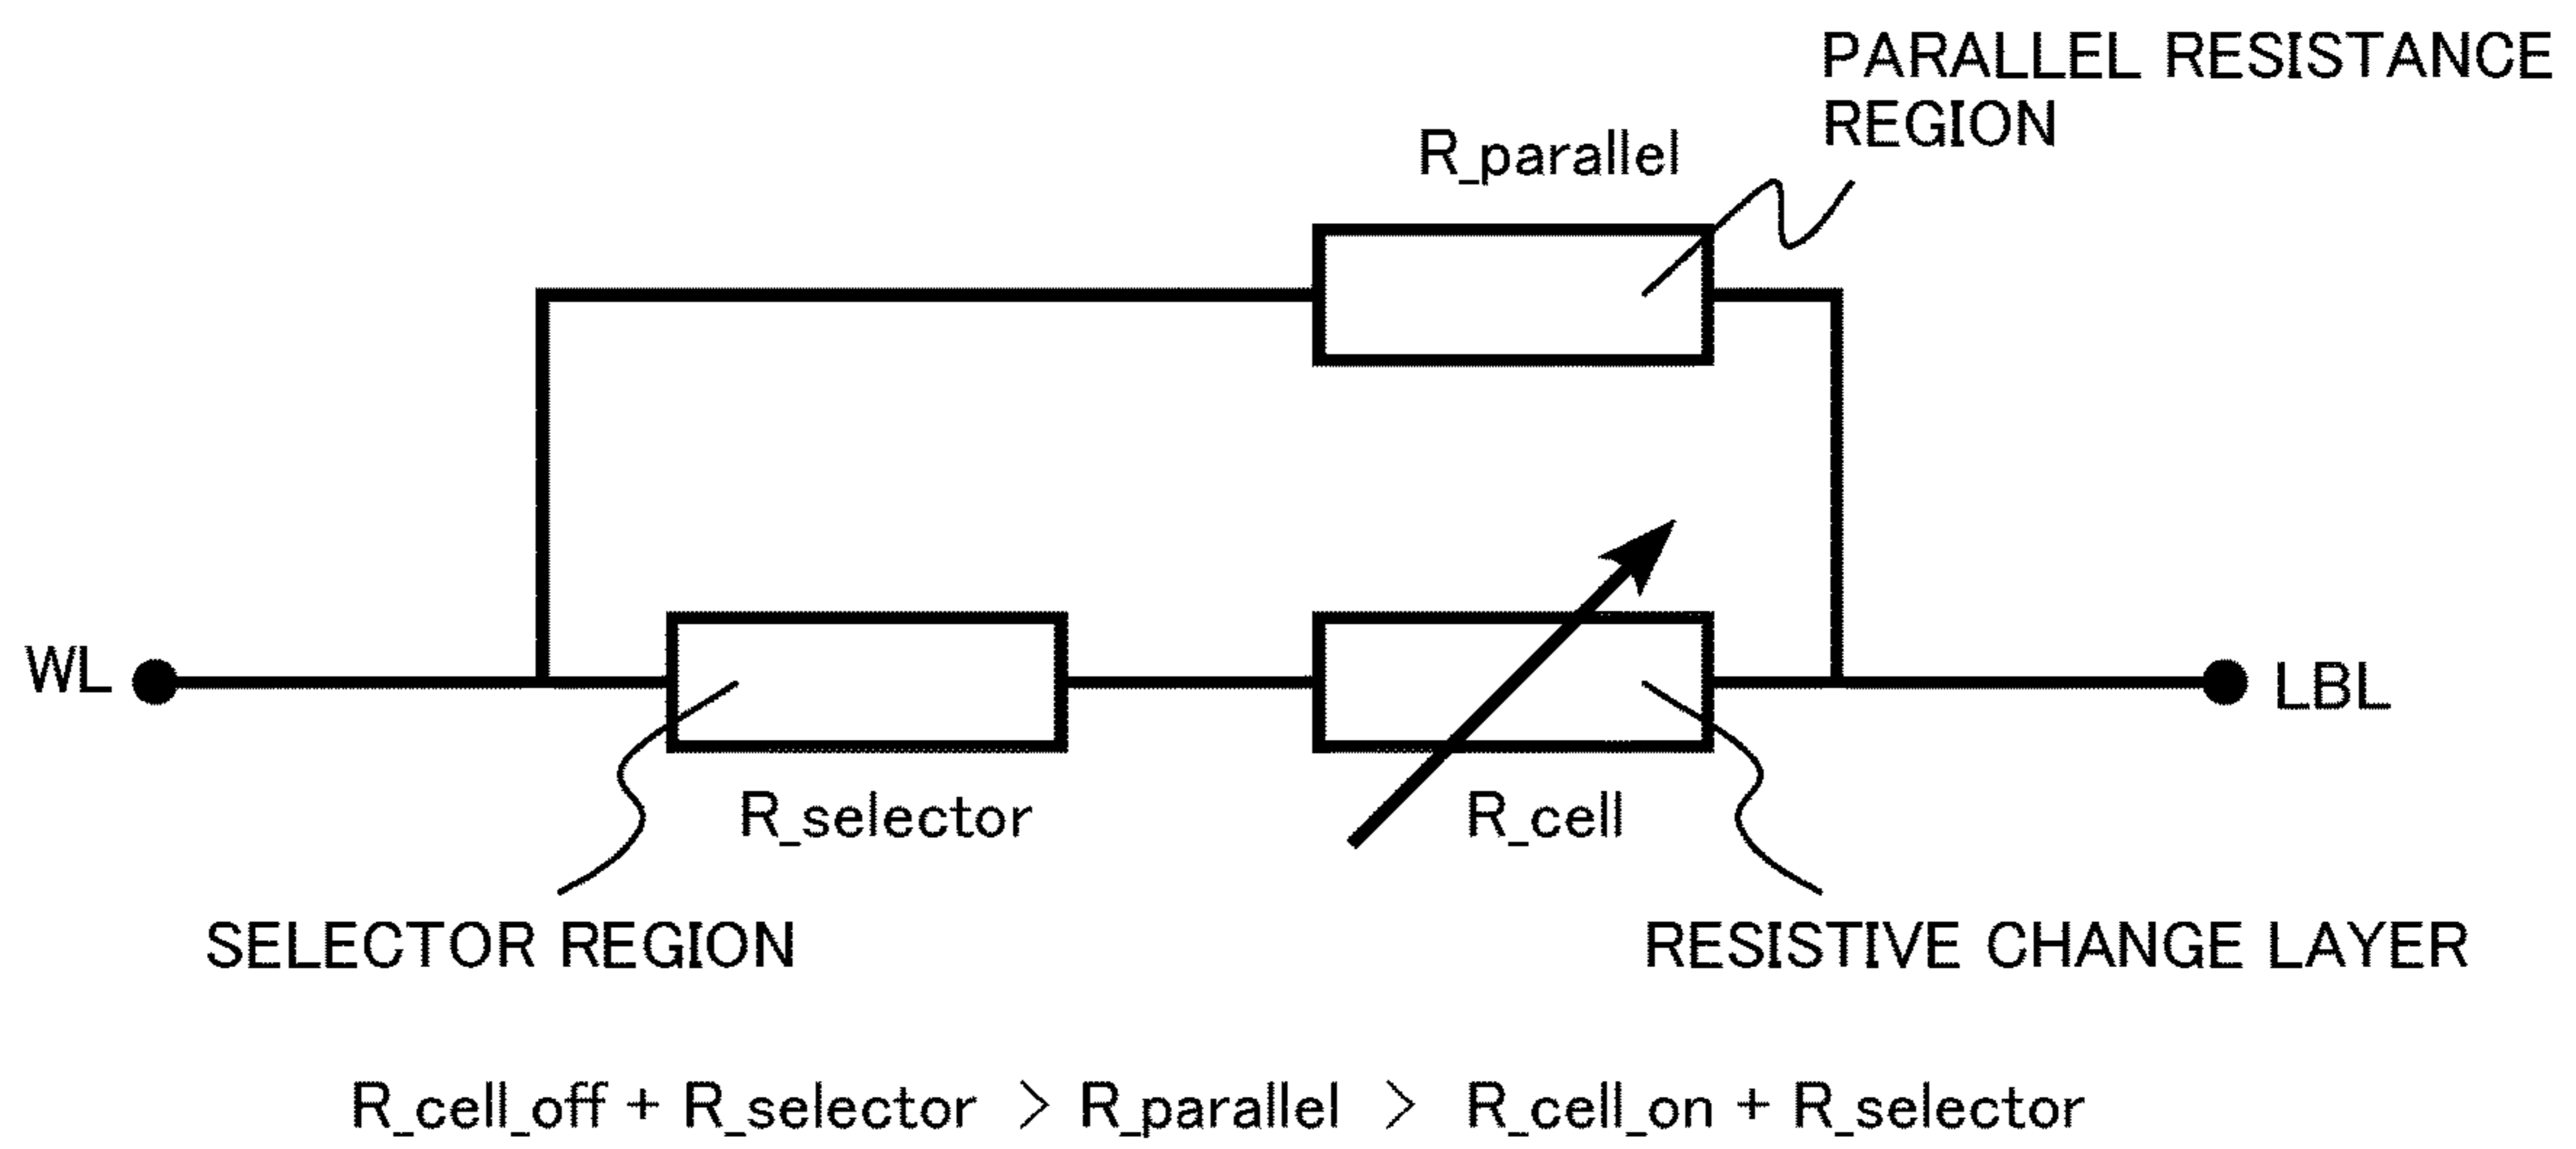 PARALLEL RESISTANCE
REGION
R_parallel
WL
LBL
R_selector
R_cell
SELECTOR REGION
RESISTIVE CHANGE LAYER
R_cell_off + R_selector > R_parallel > R_cell_on + R_selector